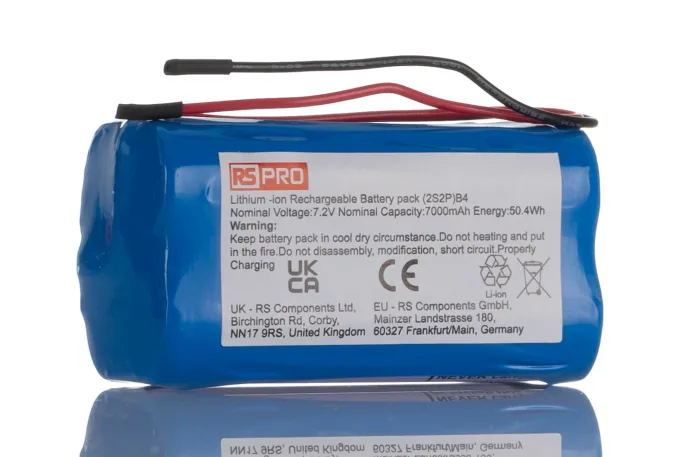 RS PRO
Lithium -ion Rechargeable Battery pack (2S2P)B4
Nominal Voltage:7.2V Nominal Capacity:7000mAh Energy:50.4Wh
Warning:
Keep battery pack in cool dry circumstance.Do not heating and put
in the fire.Do not disassembly, modification, short circuit.Properly
Charging
UK
CA
CE
Li-ion
UK - RS Components Ltd,
Birchington Rd, Corby,
NN17 9RS, United Kingdom
EU - RS Components GmbH,
Mainzer Landstrasse 180,
60327 Frankfurt/Main, Germany